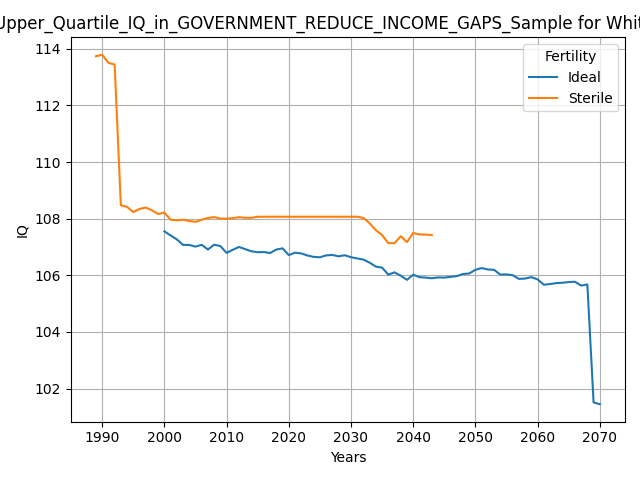 Upper_Quartile_IQ_in_GOVERNMENT_REDUCE_INCOME_GAPS_Sample for Whit
Fertility
Ideal
Sterile
IQ
114
112
110
108
106
104
102
1990 2000 2010 2020 2030 2040 2050 2060 2070
Years